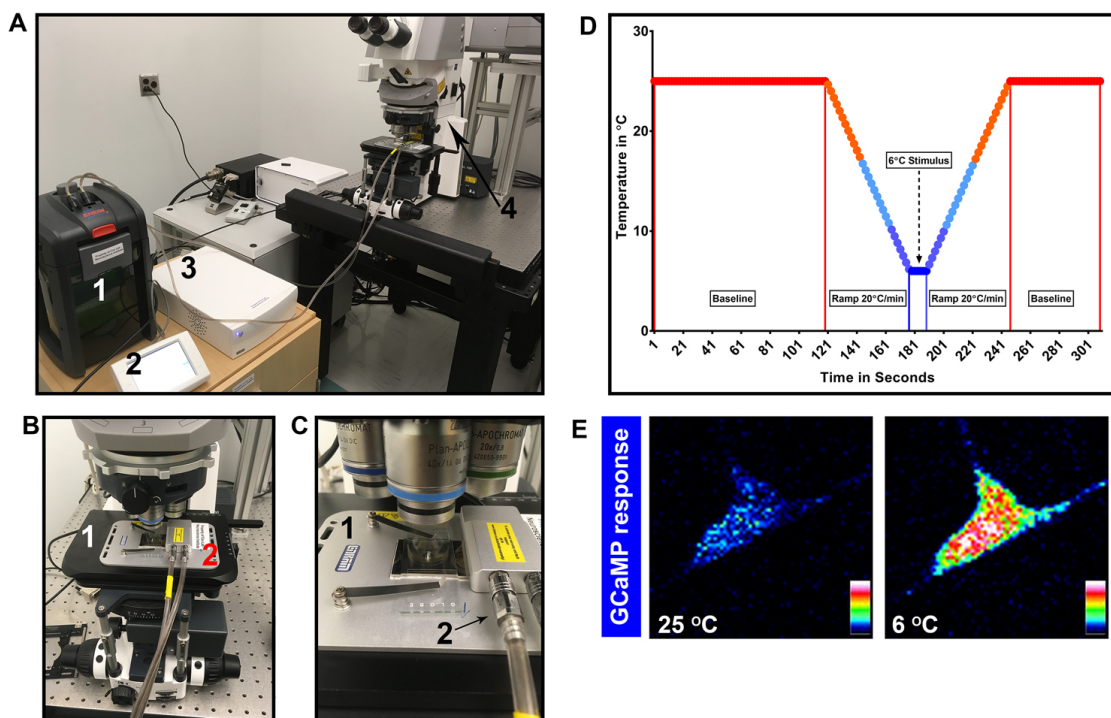 A
1
2
3
4
B
1
2
C
Plan-APOCHROMAT
20x/
1
2
D
30
20
10
0
Temperature in °C
6°C Stimulus
Baseline
Ramp 20°C/min
Ramp 20°C/min
Baseline
1 21 41 61 81 101 121 141 161 181 201 221 241 261 281 301
Time in Seconds
E
GCaMP response
25 °C
6 °C